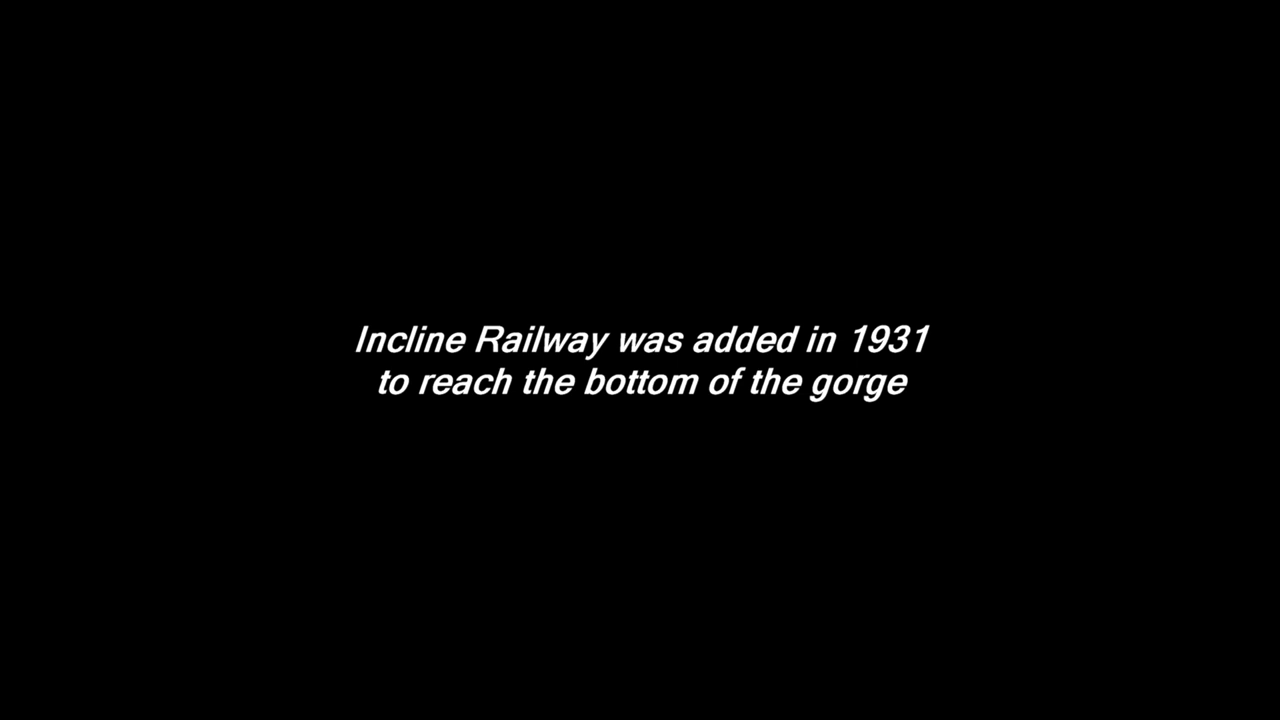 Incline Railway was added in 1931
to reach the bottom of the gorge